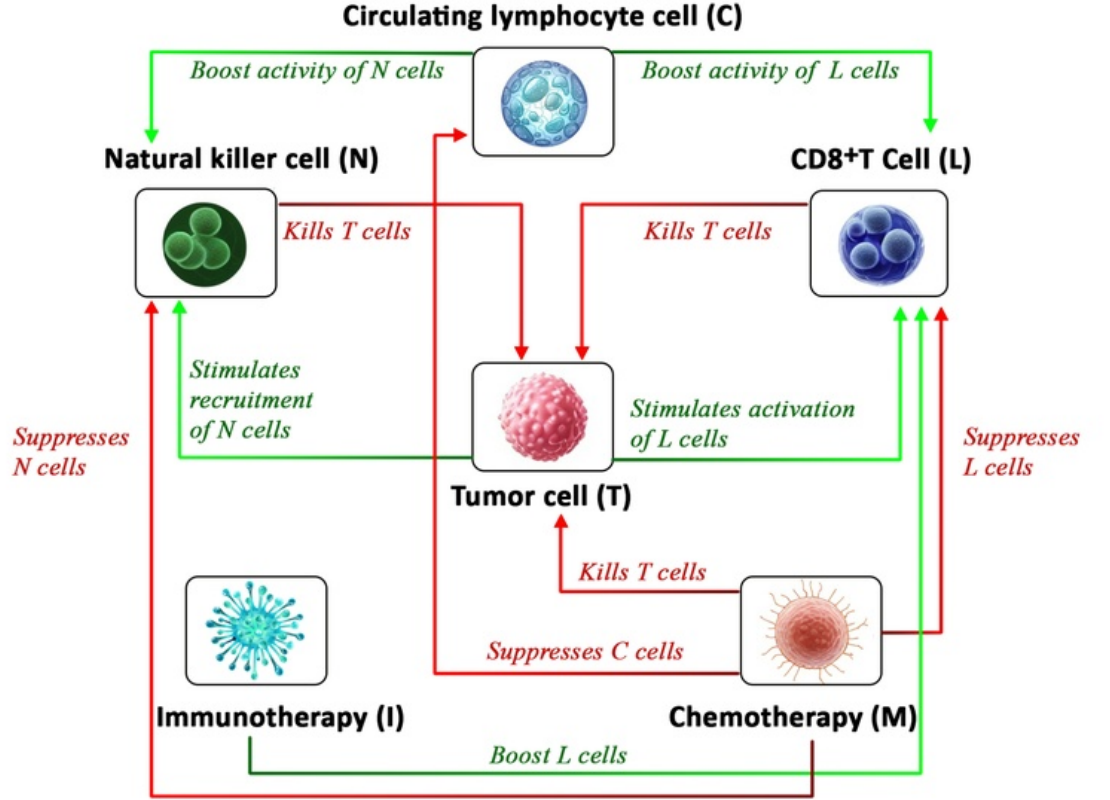 Circulating lymphocyte cell (C)
Boost activity of N cells
Boost activity of L cells
Natural killer cell (N)
CD8+T Cell (L)
Kills T cells
Kills T cells
Stimulates
recruitment
of N cells
Stimulates activation
of L cells
Suppresses
N cells
Suppresses
L cells
Tumor cell (T)
Kills T cells
Suppresses C cells
Immunotherapy (I)
Chemotherapy (M)
Boost L cells